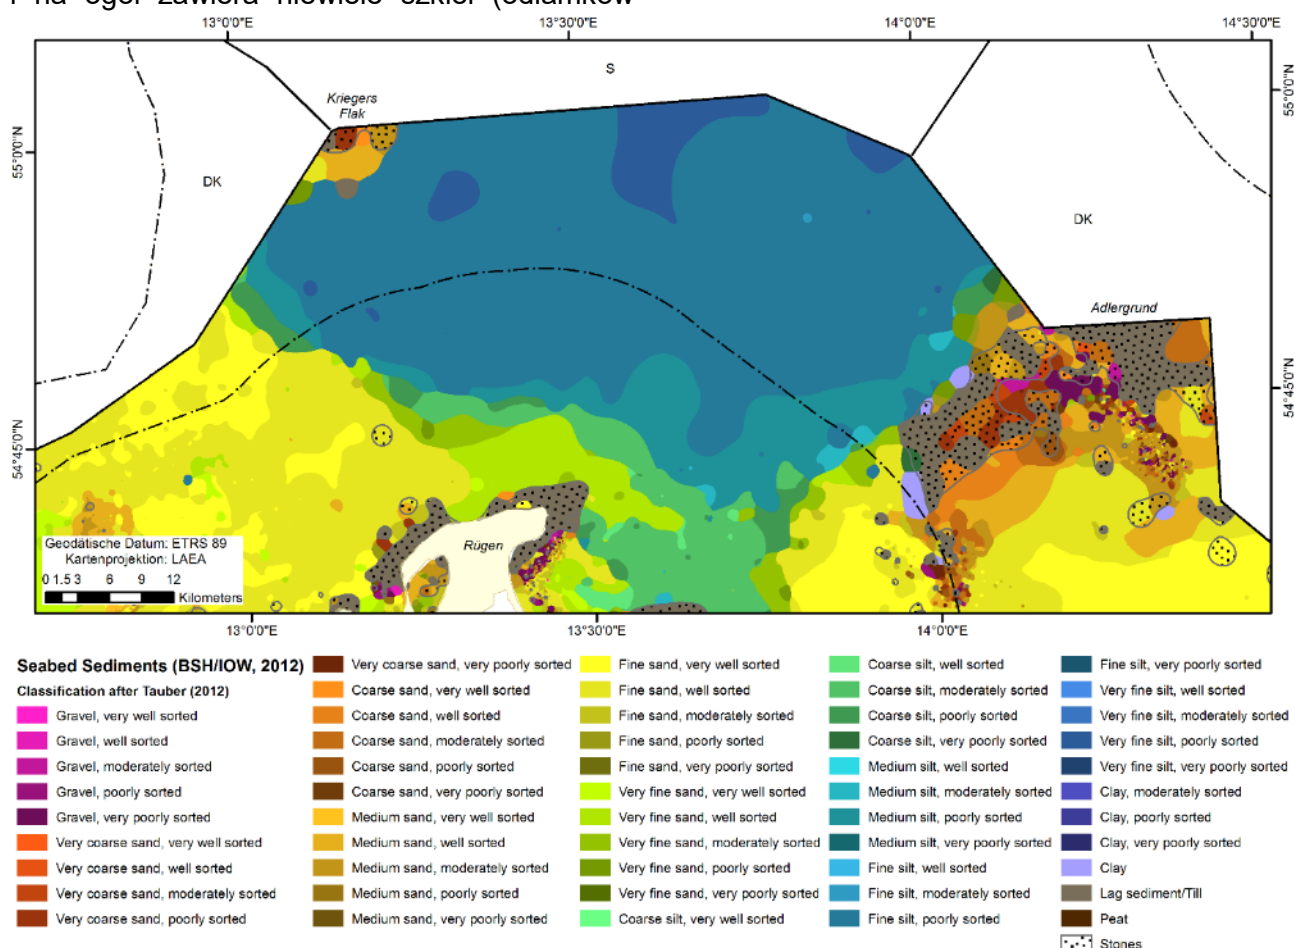 i na ogół zawiera niewiele szkieł (odłamków
13°0'0"E 13°30'0"E 14°0'0"E 14°30'0"E
S
Kriegers
Flak
55°0'0"N
55°0'0"N
DK
DK
Adlergrund
54°45'0"N
54°45'0"N
Rügen
Geodätische Datum: ETRS 89
Kartenprojektion: LAEA
0 1.5 3 6 9 12
Kilometers
13°0'0"E 13°30'0"E 14°0'0"E
Seabed Sediments (BSH/IOW, 2012)
Classification after Tauber (2012)
Gravel, very well sorted
Gravel, well sorted
Gravel, moderately sorted
Gravel, poorly sorted
Gravel, very poorly sorted
Very coarse sand, very well sorted
Very coarse sand, well sorted
Very coarse sand, moderately sorted
Very coarse sand, poorly sorted
Very coarse sand, very poorly sorted
Coarse sand, very well sorted
Coarse sand, well sorted
Coarse sand, moderately sorted
Coarse sand, poorly sorted
Coarse sand, very poorly sorted
Medium sand, very well sorted
Medium sand, well sorted
Medium sand, moderately sorted
Medium sand, poorly sorted
Medium sand, very poorly sorted
Fine sand, very well sorted
Fine sand, well sorted
Fine sand, moderately sorted
Fine sand, poorly sorted
Fine sand, very poorly sorted
Very fine sand, very well sorted
Very fine sand, well sorted
Very fine sand, moderately sorted
Very fine sand, poorly sorted
Very fine sand, very poorly sorted
Coarse silt, very well sorted
Coarse silt, well sorted
Coarse silt, moderately sorted
Coarse silt, poorly sorted
Coarse silt, very poorly sorted
Medium silt, well sorted
Medium silt, moderately sorted
Medium silt, poorly sorted
Medium silt, very poorly sorted
Fine silt, well sorted
Fine silt, moderately sorted
Fine silt, poorly sorted
Fine silt, very poorly sorted
Very fine silt, well sorted
Very fine silt, moderately sorted
Very fine silt, poorly sorted
Very fine silt, very poorly sorted
Clay, moderately sorted
Clay, poorly sorted
Clay, very poorly sorted
Clay
Lag sediment/Till
Peat
Stones